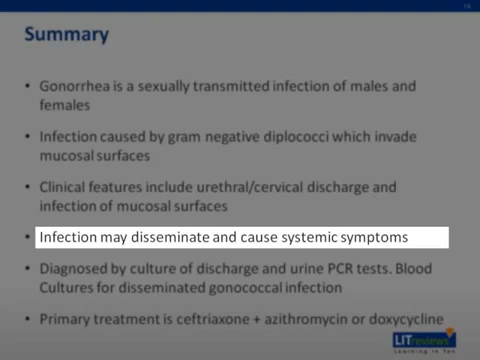 19
Summary
• Gonorrhea is a sexually transmitted infection of males and
females
• Infection caused by gram negative diplococci which invade
mucosal surfaces
• Clinical features include urethral/cervical discharge and
infection of mucosal surfaces
• Infection may disseminate and cause systemic symptoms
• Diagnosed by culture of discharge and urine PCR tests. Blood
Cultures for disseminated gonococcal infection
• Primary treatment is ceftriaxone + azithromycin or doxycycline
LITreviews
Learning in Ten